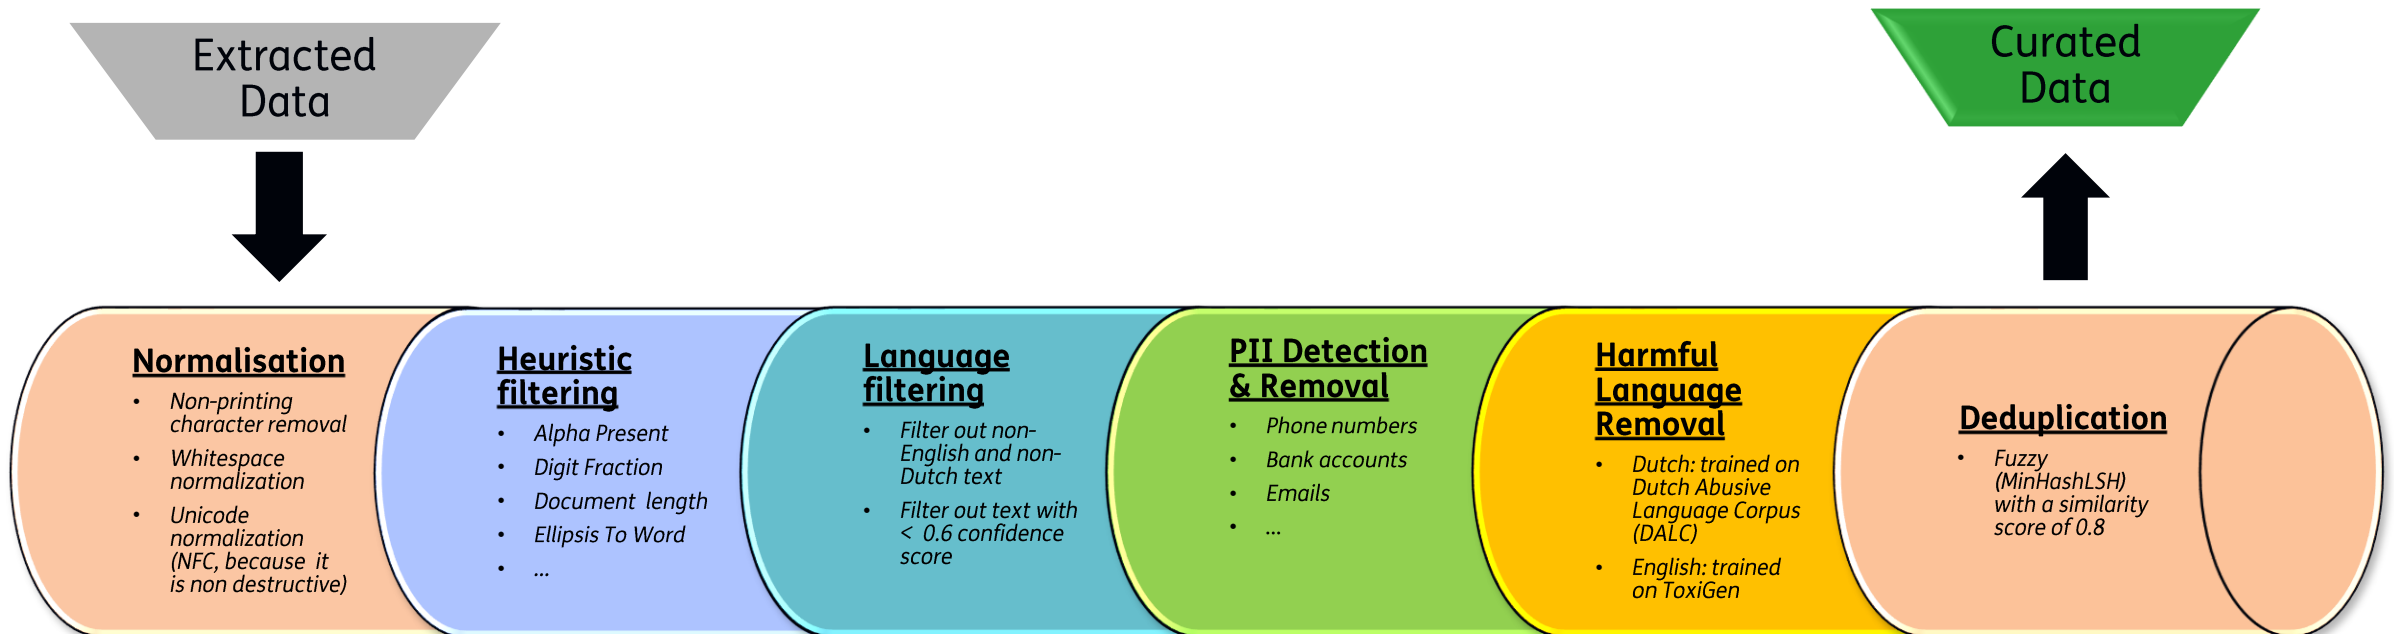 Extracted
Data
Curated
Data
Normalisation
• Non-printing
character removal
• Whitespace
normalization
• Unicode
normalization
(NFC, because it
is non destructive)
Heuristic
filtering
• Alpha Present
• Digit Fraction
• Document length
• Ellipsis To Word
• ...
Language
filtering
• Filter out non-
English and non-
Dutch text
• Filter out text with
< 0.6 confidence
score
PII Detection
& Removal
• Phone numbers
• Bank accounts
• Emails
• ...
Harmful
Language
Removal
• Dutch: trained on
Dutch Abusive
Language Corpus
(DALC)
• English: trained
on ToxiGen
Deduplication
• Fuzzy
(MinHashLSH)
with a similarity
score of 0.8